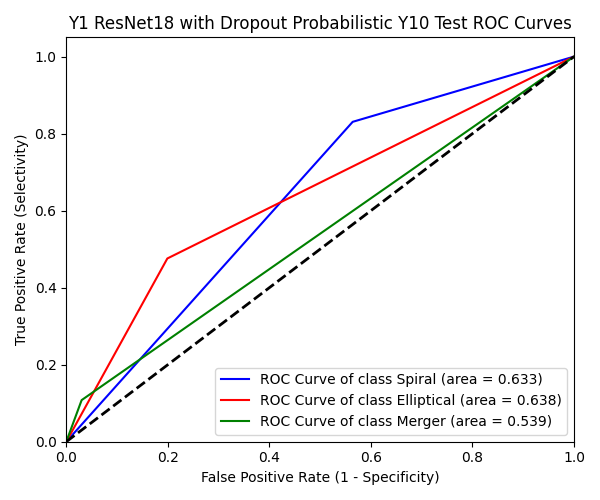 Y1 ResNet18 with Dropout Probabilistic Y10 Test ROC Curves
True Positive Rate (Selectivity)
1.0
0.8
0.6
0.4
0.2
0.0
ROC Curve of class Spiral (area = 0.633)
ROC Curve of class Elliptical (area = 0.638)
ROC Curve of class Merger (area = 0.539)
0.0 0.2 0.4 0.6 0.8 1.0
False Positive Rate (1 - Specificity)